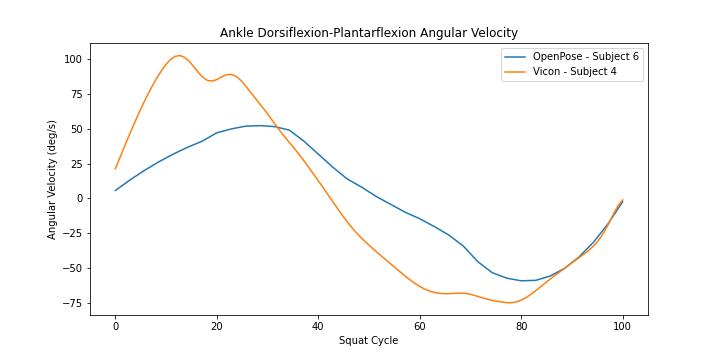 Ankle Dorsiflexion-Plantarflexion Angular Velocity
OpenPose - Subject 6
Vicon - Subject 4
Angular Velocity (deg/s)
100
75
50
25
0
−25
−50
−75
0 20 40 60 80 100
Squat Cycle